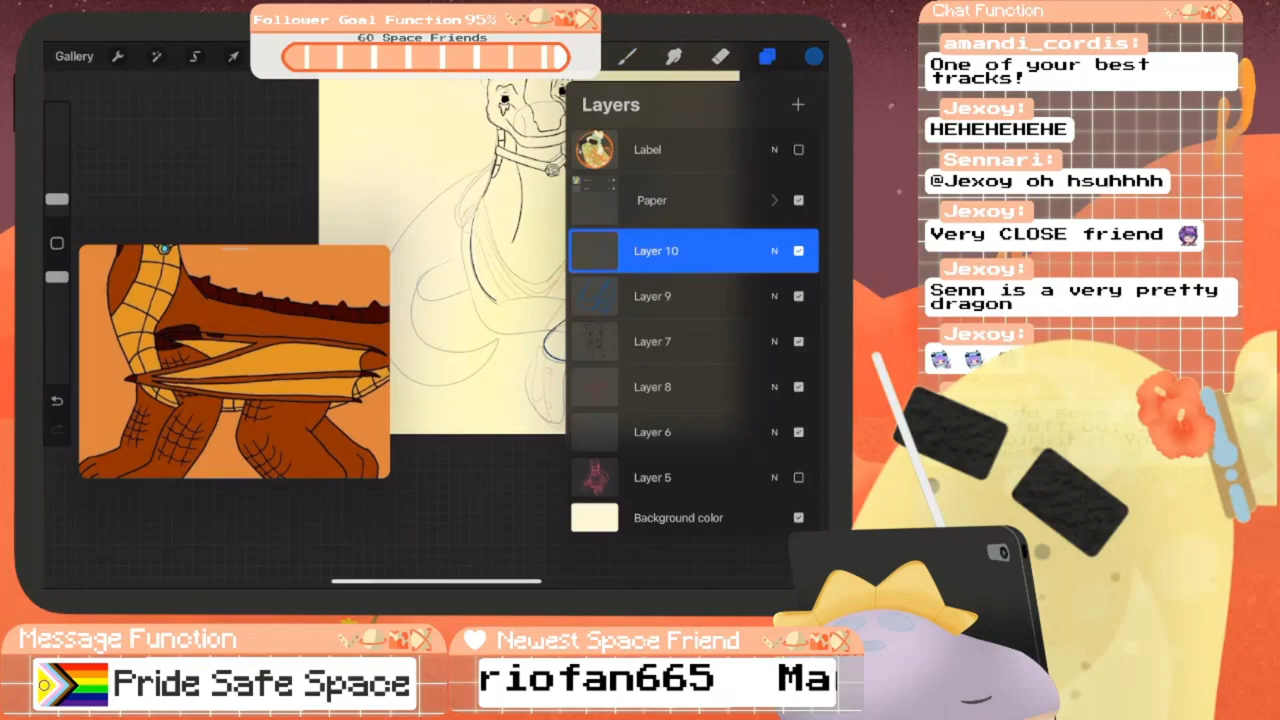 Follower Goal Function 95%
60 Space Friends
Gallery
Layers
Label N
Paper
Layer 10 N
Layer 9 N
Layer 7 N
Layer 8 N
Layer 6 N
Layer 5 N
Background color
Chat Function
amandi_cordis:
One of your best
tracks!
Jexoy:
HEHEHEHEHE
Sennari:
@Jexoy oh hsuhhhh
Jexoy:
Very CLOSE friend
Jexoy:
Senn is a very pretty
dragon
Jexoy:
Message Function
Pride Safe Space
Newest Space Friend
riofan665 Ma